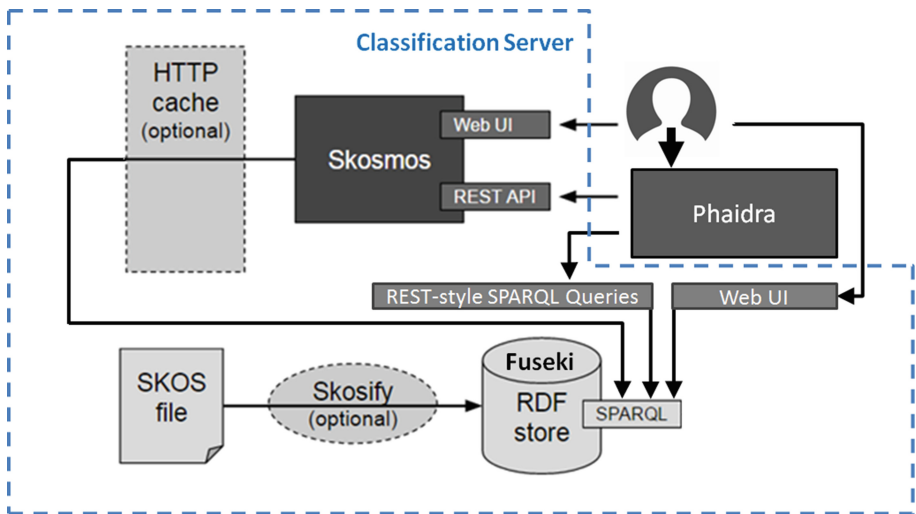 Classification Server
HTTP
cache
(optional)
Web UI
Skosmos
REST API
Phaidra
REST-style SPARQL Queries
Web UI
SKOS
file
Skosify
(optional)
Fuseki
RDF
store
SPARQL